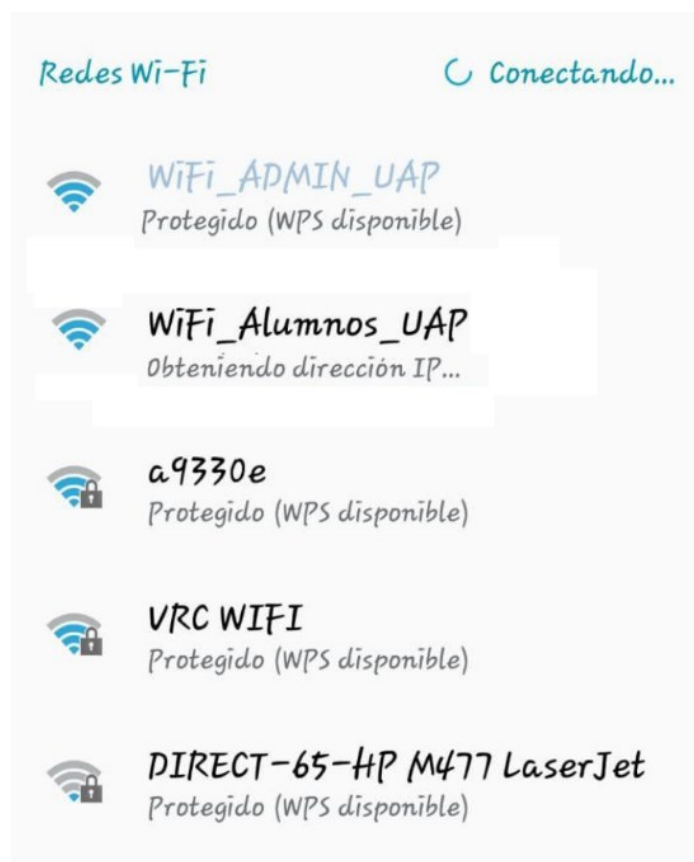 Redes Wi-Fi
Conectando...
WiFi_ADMIN_UAP
Protegido (WPS disponible)
WiFi_Alumnos_UAP
Obteniendo dirección IP...
a9330e
Protegido (WPS disponible)
VRC WIFI
Protegido (WPS disponible)
DIRECT-65-HP M477 LaserJet
Protegido (WPS disponible)